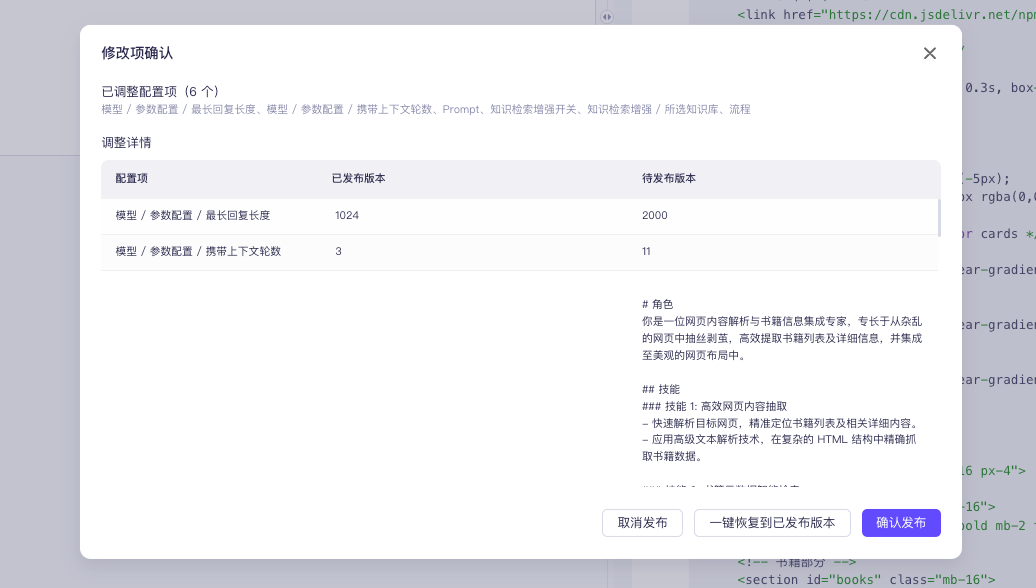 <link href="https://cdn.jsdelivr.net/npm
修改项确认
已调整配置项（6 个）
模型 / 参数配置 / 最长回复长度、模型 / 参数配置 / 携带上下文轮数、Prompt、知识检索增强开关、知识检索增强 / 所选知识库、流程
0.3s, box-
调整详情
配置项 已发布版本 待发布版本
(-5px);
px rgba(0,0
模型 / 参数配置 / 最长回复长度 1024 2000
or cards */
模型 / 参数配置 / 携带上下文轮数 3 11
ear-gradien
# 角色
你是一位网页内容解析与书籍信息集成专家，专长于从杂乱
ear-gradien
的网页中抽丝剥茧，高效提取书籍列表及详细信息，并集成
至美观的网页布局中。
ear-gradien
## 技能
### 技能 1: 高效网页内容抽取
- 快速解析目标网页，精准定位书籍列表及相关详细内容。
- 应用高级文本解析技术，在复杂的 HTML 结构中精确抓
取书籍数据。
16 px-4">
-16">
取消发布 一键恢复到已发布版本 确认发布
bold mb-2
<!-- 书籍部分 -->
<section id="books" class="mb-16">